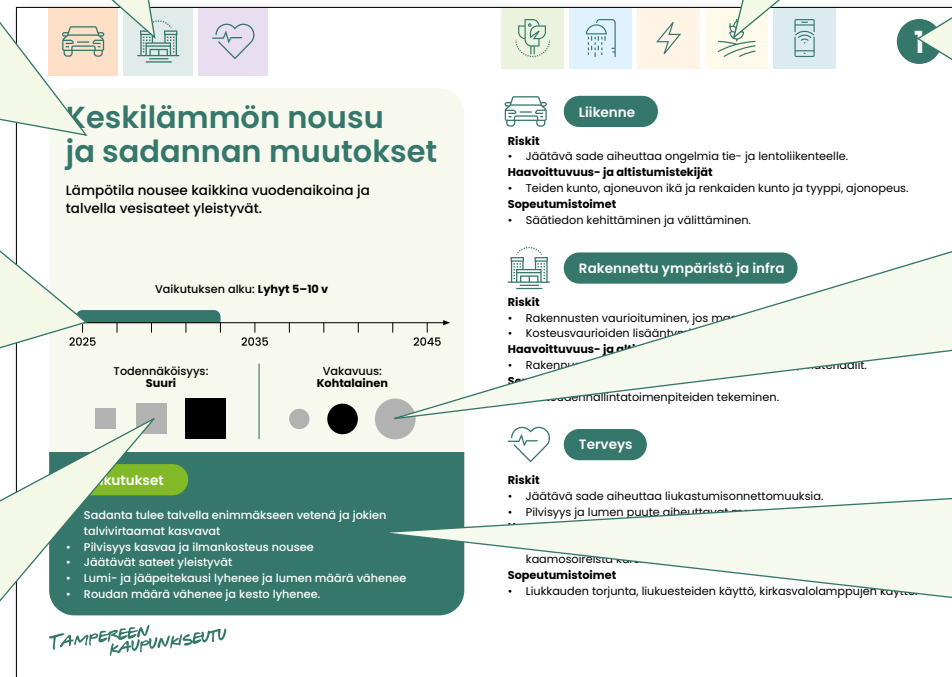 1
Keskilämmön nousu
ja sadannan muutokset
Lämpötila nousee kaikkina vuodenaikoina ja
talvella vesisateet yleistyvät.
Vaikutuksen alku: Lyhyt 5–10 v
2025 2035 2045
Todennäköisyys:
Suuri
Vakavuus:
Kohtalainen
Sadanta tulee talvella enimmäkseen vetenä ja jokien
talvivirtaamat kasvavat
• Pilvisyys kasvaa ja ilmankosteus nousee
• Jäätävät sateet yleistyvät
• Lumi- ja jääpeitekausi lyhenee ja lumen määrä vähenee
• Roudan määrä vähenee ja kesto lyhenee.
TAMPEREEN
KAUPUNKISEUTU
Liikenne
Riskit
• Jäätävä sade aiheuttaa ongelmia tie- ja lentoliikenteelle.
Haavoittuvuus- ja altistumistekijät
• Teiden kunto, ajoneuvon ikä ja renkaiden kunto ja tyyppi, ajonopeus.
Sopeutumistoimet
• Säätiedon kehittäminen ja välittäminen.
Rakennettu ympäristö ja infra
Riskit
• Rakennusten vaurioituminen, jos
• Kosteusvaurioiden
Haavoittuvuus- ja
•
tekeminen.
Terveys
Riskit
• Jäätävä sade aiheuttaa liukastumisonnettomuuksia.
• Pilvisyys ja lumen puute aiheuttavat
Sopeutumistoimet
• Liukkauden torjunta, liukuesteiden käyttö, kirkasvalolamppujen